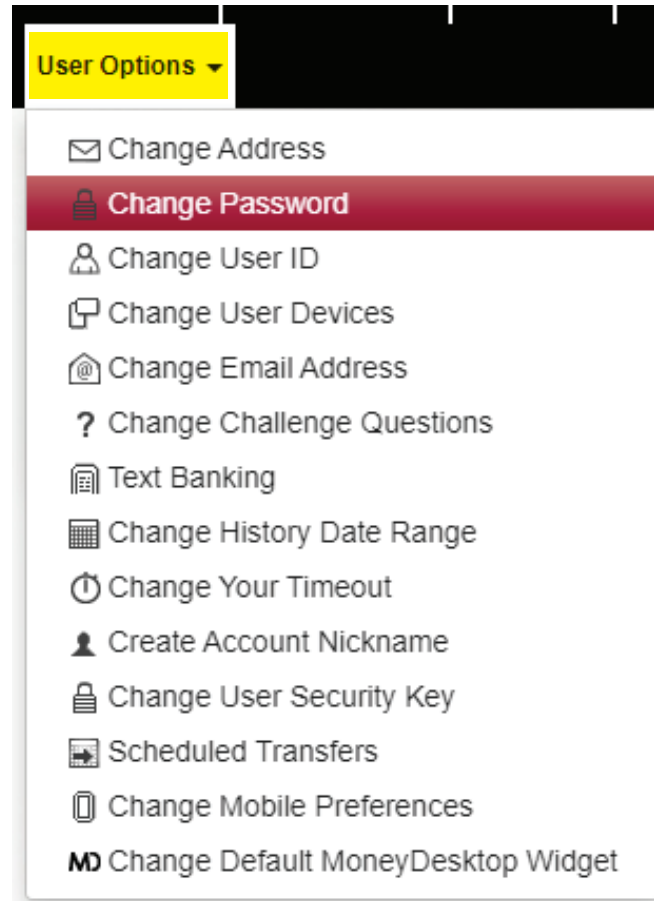 User Options
Change Address
Change Password
Change User ID
Change User Devices
@ Change Email Address
? Change Challenge Questions
Text Banking
Change History Date Range
Change Your Timeout
Create Account Nickname
Change User Security Key
Scheduled Transfers
Change Mobile Preferences
MD Change Default MoneyDesktop Widget